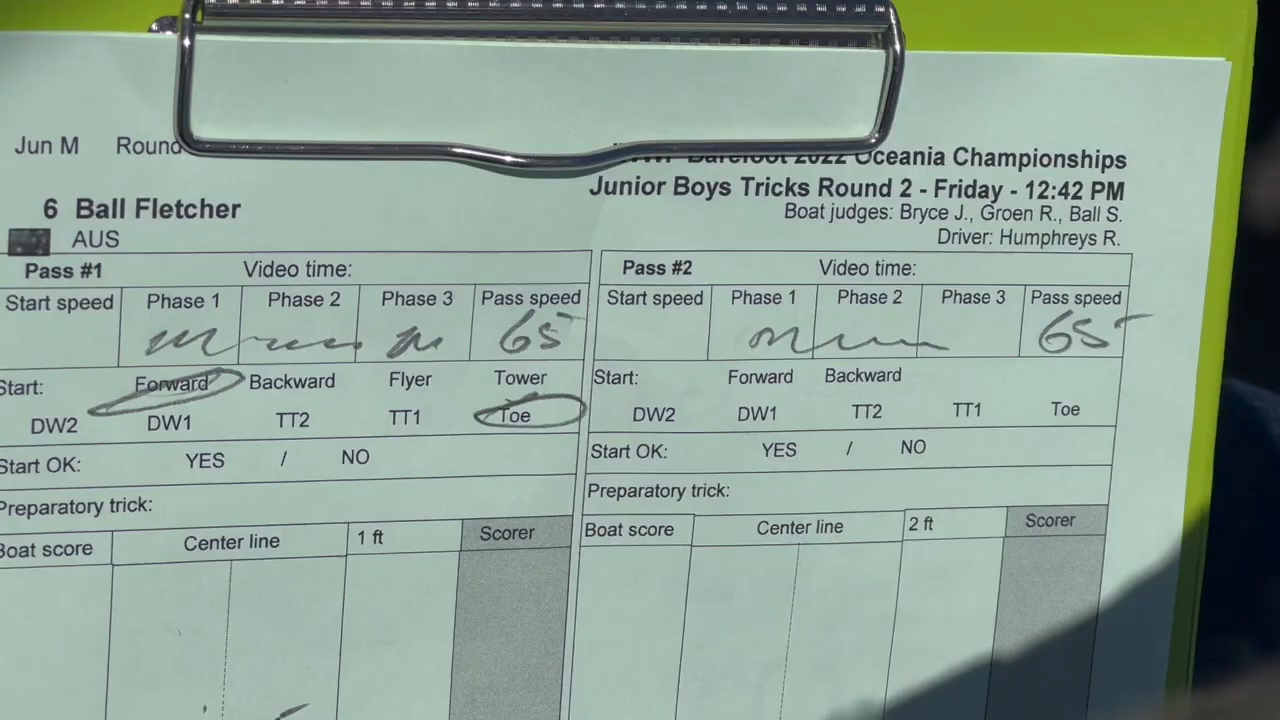 Jun M Round
Barefoot 2022 Oceania Championships
Junior Boys Tricks Round 2 - Friday - 12:42 PM
6 Ball Fletcher
Boat judges: Bryce J., Groen R., Ball S.
AUS
Driver: Humphreys R.
Pass #1 Video time:
Start speed Phase 1 Phase 2 Phase 3 Pass speed
65
Start: Forward Backward Flyer Tower
DW2 DW1 TT2 TT1 Toe
Start OK: YES / NO
Preparatory trick:
Boat score Center line 1 ft Scorer
Pass #2 Video time:
Start speed Phase 1 Phase 2 Phase 3 Pass speed
65
Start: Forward Backward
DW2 DW1 TT2 TT1 Toe
Start OK: YES / NO
Preparatory trick:
Boat score Center line 2 ft Scorer